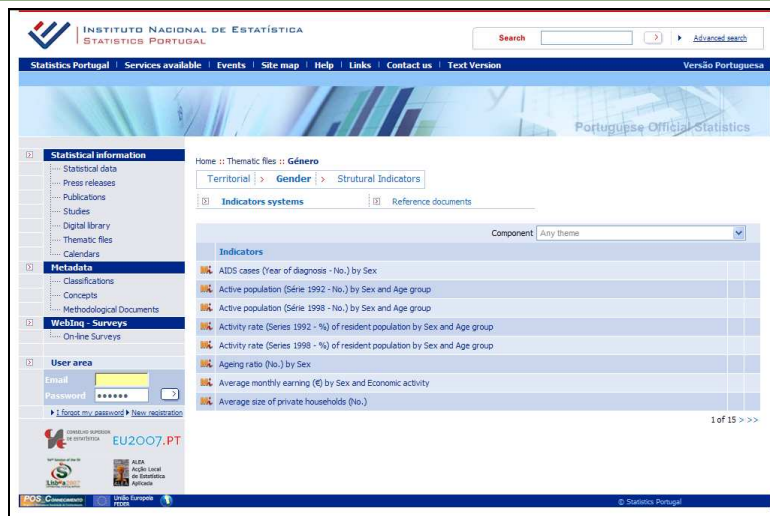 INSTITUTO NACIONAL DE ESTATÍSTICA
STATISTICS PORTUGAL
Search
Advanced search
Statistics Portugal | Services available | Events | Site map | Help | Links | Contact us | Text Version
Versão Portuguesa
Portuguese Official Statistics
Statistical information
Statistical data
Press releases
Publications
Studies
Digital library
Thematic files
Calendars
Metadata
Classifications
Concepts
Methodological Documents
WebInq - Surveys
On-line Surveys
User area
Email
Password
I forgot my password New registration
CONSELHO SUPERIOR
DE ESTATÍSTICA
EU2007.PT
Lisboa 2007
ALEA
Acção Local
de Estatística
Aplicada
Home :: Thematic files :: Género
Territorial > Gender > Strutural Indicators
Indicators systems
Reference documents
Component Any theme
Indicators
AIDS cases (Year of diagnosis - No.) by Sex
Active population (Série 1992 - No.) by Sex and Age group
Active population (Série 1998 - No.) by Sex and Age group
Activity rate (Series 1992 - %) of resident population by Sex and Age group
Activity rate (Series 1998 - %) of resident population by Sex and Age group
Ageing ratio (No.) by Sex
Average monthly earning (€) by Sex and Economic activity
Average size of private households (No.)
1 of 15 > >>
POS_Conhecimento
União Europeia
FEDER
© Statistics Portugal